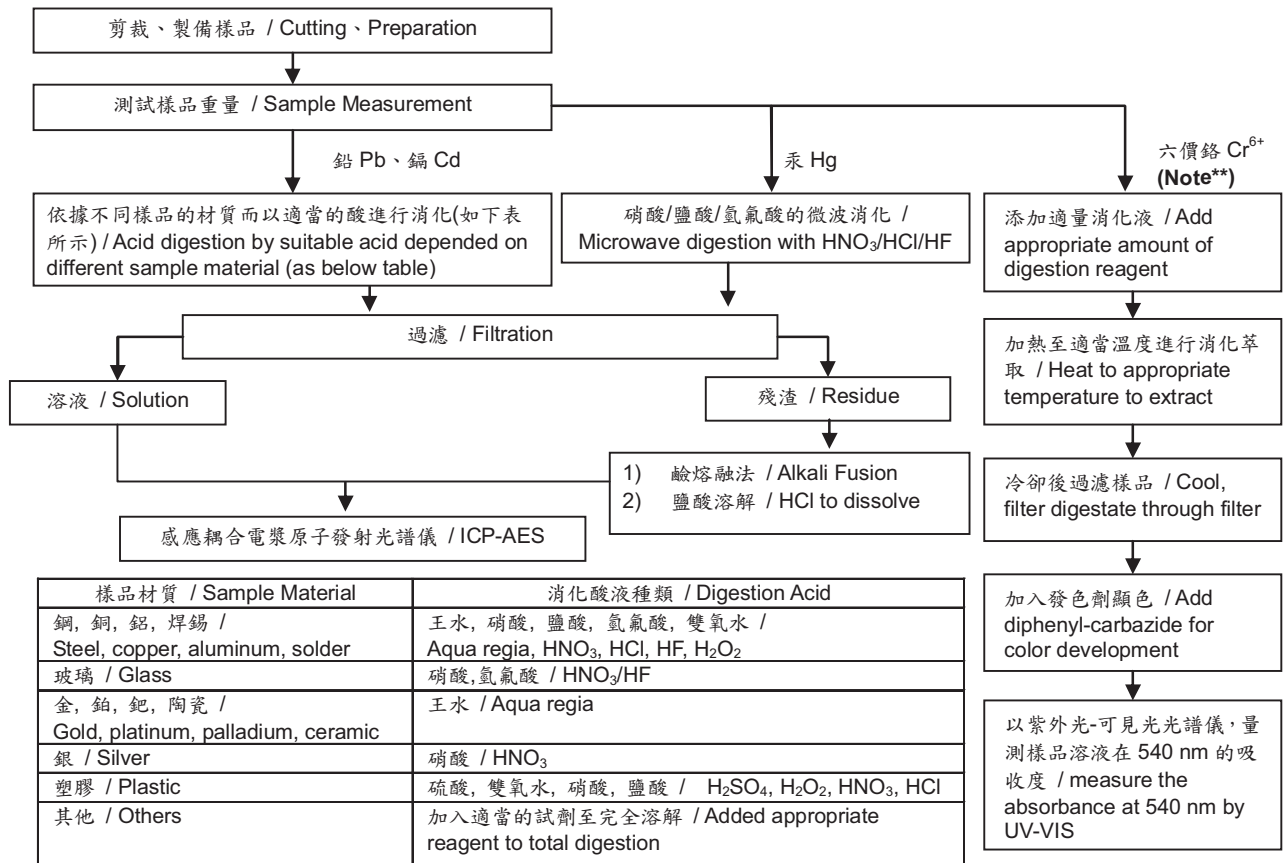 剪裁、製備樣品 / Cutting、Preparation
測試樣品重量 / Sample Measurement
鉛 Pb、鎘 Cd
汞 Hg
六價鉻 Cr⁶⁺
(Note**)
依據不同樣品的材質而以適當的酸進行消化(如下表
所示) / Acid digestion by suitable acid depended on
different sample material (as below table)
硝酸/鹽酸/氫氟酸的微波消化 /
Microwave digestion with HNO₃/HCl/HF
添加適量消化液 / Add
appropriate amount of
digestion reagent
過濾 / Filtration
加熱至適當溫度進行消化萃
取 / Heat to appropriate
temperature to extract
溶液 / Solution
殘渣 / Residue
1) 鹼熔融法 / Alkali Fusion
2) 鹽酸溶解 / HCl to dissolve
冷卻後過濾樣品 / Cool,
filter digestate through filter
感應耦合電漿原子發射光譜儀 / ICP-AES
加入發色劑顯色 / Add
diphenyl-carbazide for
color development
以紫外光-可見光光譜儀，量
測樣品溶液在 540 nm 的吸
收度 / measure the
absorbance at 540 nm by
UV-VIS
樣品材質 / Sample Material
消化酸液種類 / Digestion Acid
鋼, 銅, 鋁, 焊錫 /
Steel, copper, aluminum, solder
王水, 硝酸, 鹽酸, 氫氟酸, 雙氧水 /
Aqua regia, HNO₃, HCl, HF, H₂O₂
玻璃 / Glass
硝酸,氫氟酸 / HNO₃/HF
金, 鉑, 鈀, 陶瓷 /
Gold, platinum, palladium, ceramic
王水 / Aqua regia
銀 / Silver
硝酸 / HNO₃
塑膠 / Plastic
硫酸, 雙氧水, 硝酸, 鹽酸 / H₂SO₄, H₂O₂, HNO₃, HCl
其他 / Others
加入適當的試劑至完全溶解 / Added appropriate
reagent to total digestion